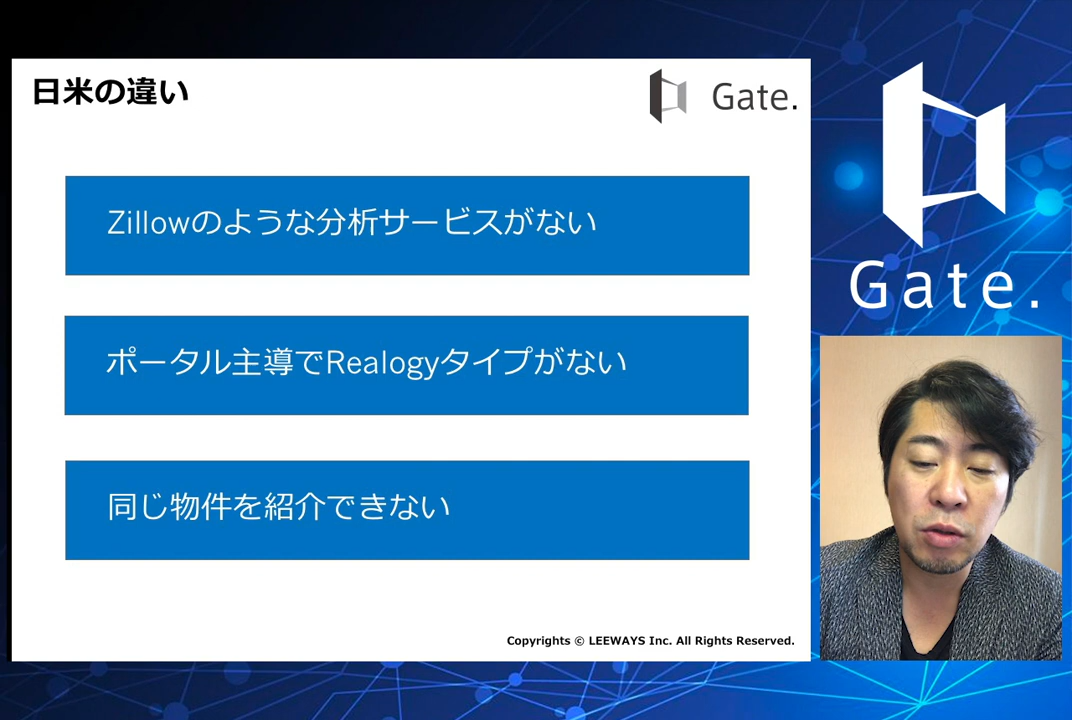 日米の違い
Gate.
Zillowのような分析サービスがない
ポータル主導でRealogyタイプがない
同じ物件を紹介できない
Copyrights © LEEWAYS Inc. All Rights Reserved.
Gate.